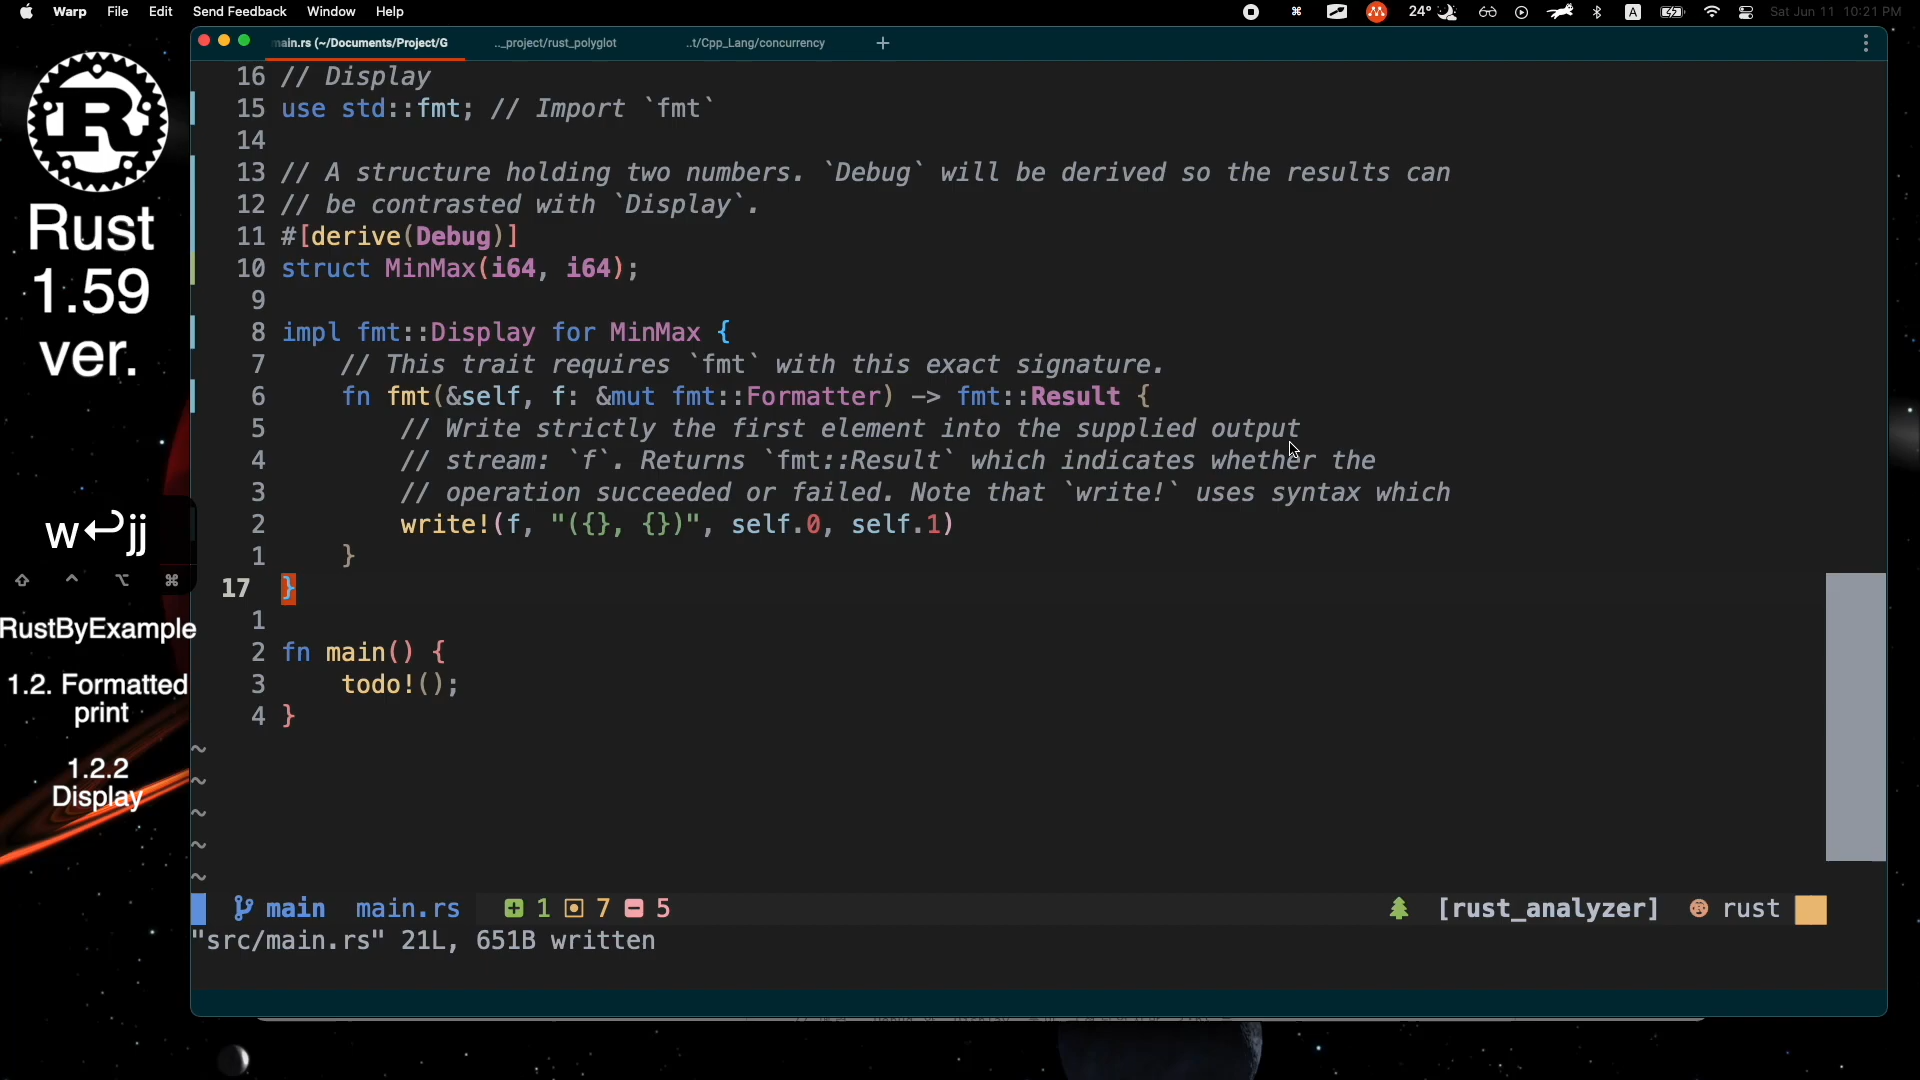 Warp File Edit Send Feedback Window Help
24° A Sat Jun 11 10:21 PM
main.rs (~/Documents/Project/G
.._project/rust_polyglot
..t/Cpp_Lang/concurrency
+
R
Rust
1.59
ver.
w↩jj
⇧ ^ ⌥ ⌘
RustByExample
1.2. Formatted
print
1.2.2
Display
16 // Display
15 use std::fmt; // Import `fmt`
14
13 // A structure holding two numbers. `Debug` will be derived so the results can
12 // be contrasted with `Display`.
11 #[derive(Debug)]
10 struct MinMax(i64, i64);
9
8 impl fmt::Display for MinMax {
7 // This trait requires `fmt` with this exact signature.
6 fn fmt(&self, f: &mut fmt::Formatter) -> fmt::Result {
5 // Write strictly the first element into the supplied output
4 // stream: `f`. Returns `fmt::Result` which indicates whether the
3 // operation succeeded or failed. Note that `write!` uses syntax which
2 write!(f, "({}, {})", self.0, self.1)
1 }
17 }
1
2 fn main() {
3 todo!();
4 }
~
~
~
~
~
main main.rs 1 7 5 [rust_analyzer] rust
"src/main.rs" 21L, 651B written